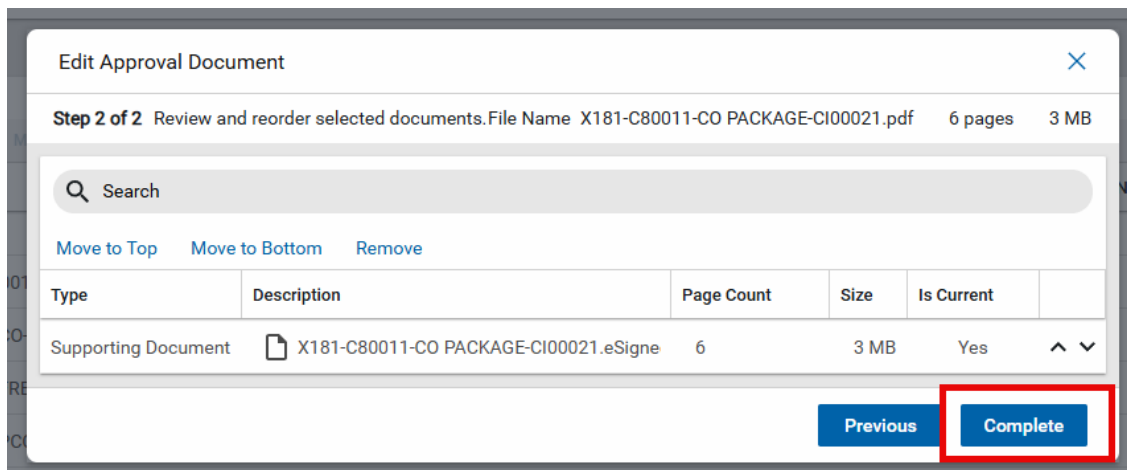 Edit Approval Document
Step 2 of 2 Review and reorder selected documents.File Name X181-C80011-CO PACKAGE-CI00021.pdf 6 pages 3 MB
Search
Move to Top Move to Bottom Remove
Type Description Page Count Size Is Current
Supporting Document X181-C80011-CO PACKAGE-CI00021.eSigne 6 3 MB Yes
Previous Complete